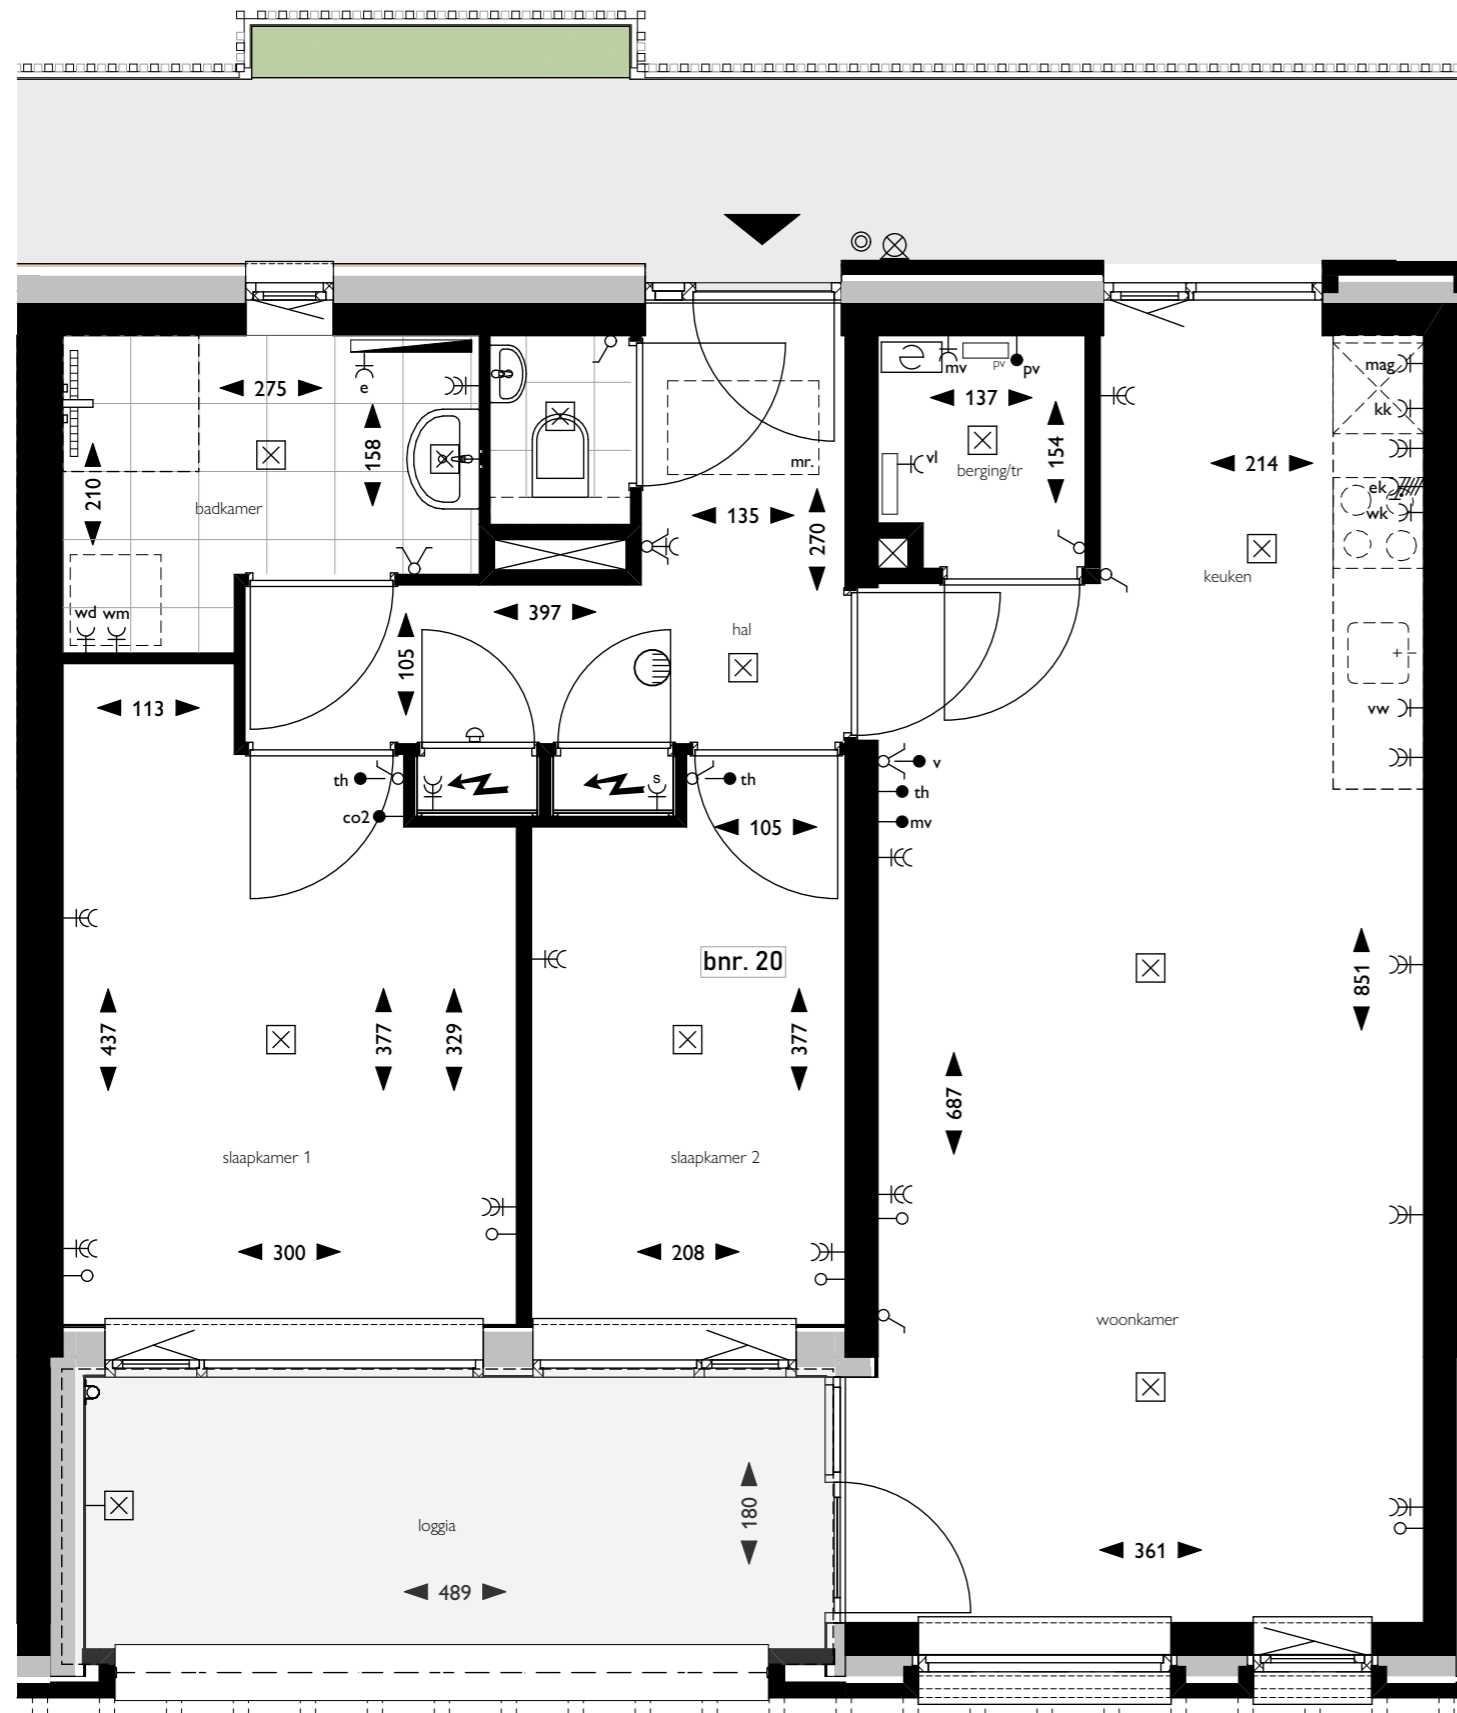 mag
mv
pv
pv
e
275
137
kk
158
154
mr.
vl
berging/tr
214
210
badkamer
ek
135
270
wk
keuken
wd wm
397
hal
105
113
vw
th
s
th
v
co2
th
105
mv
bnr. 20
851
437
377
329
377
687
slaapkamer 1
slaapkamer 2
300
208
woonkamer
180
loggia
361
489